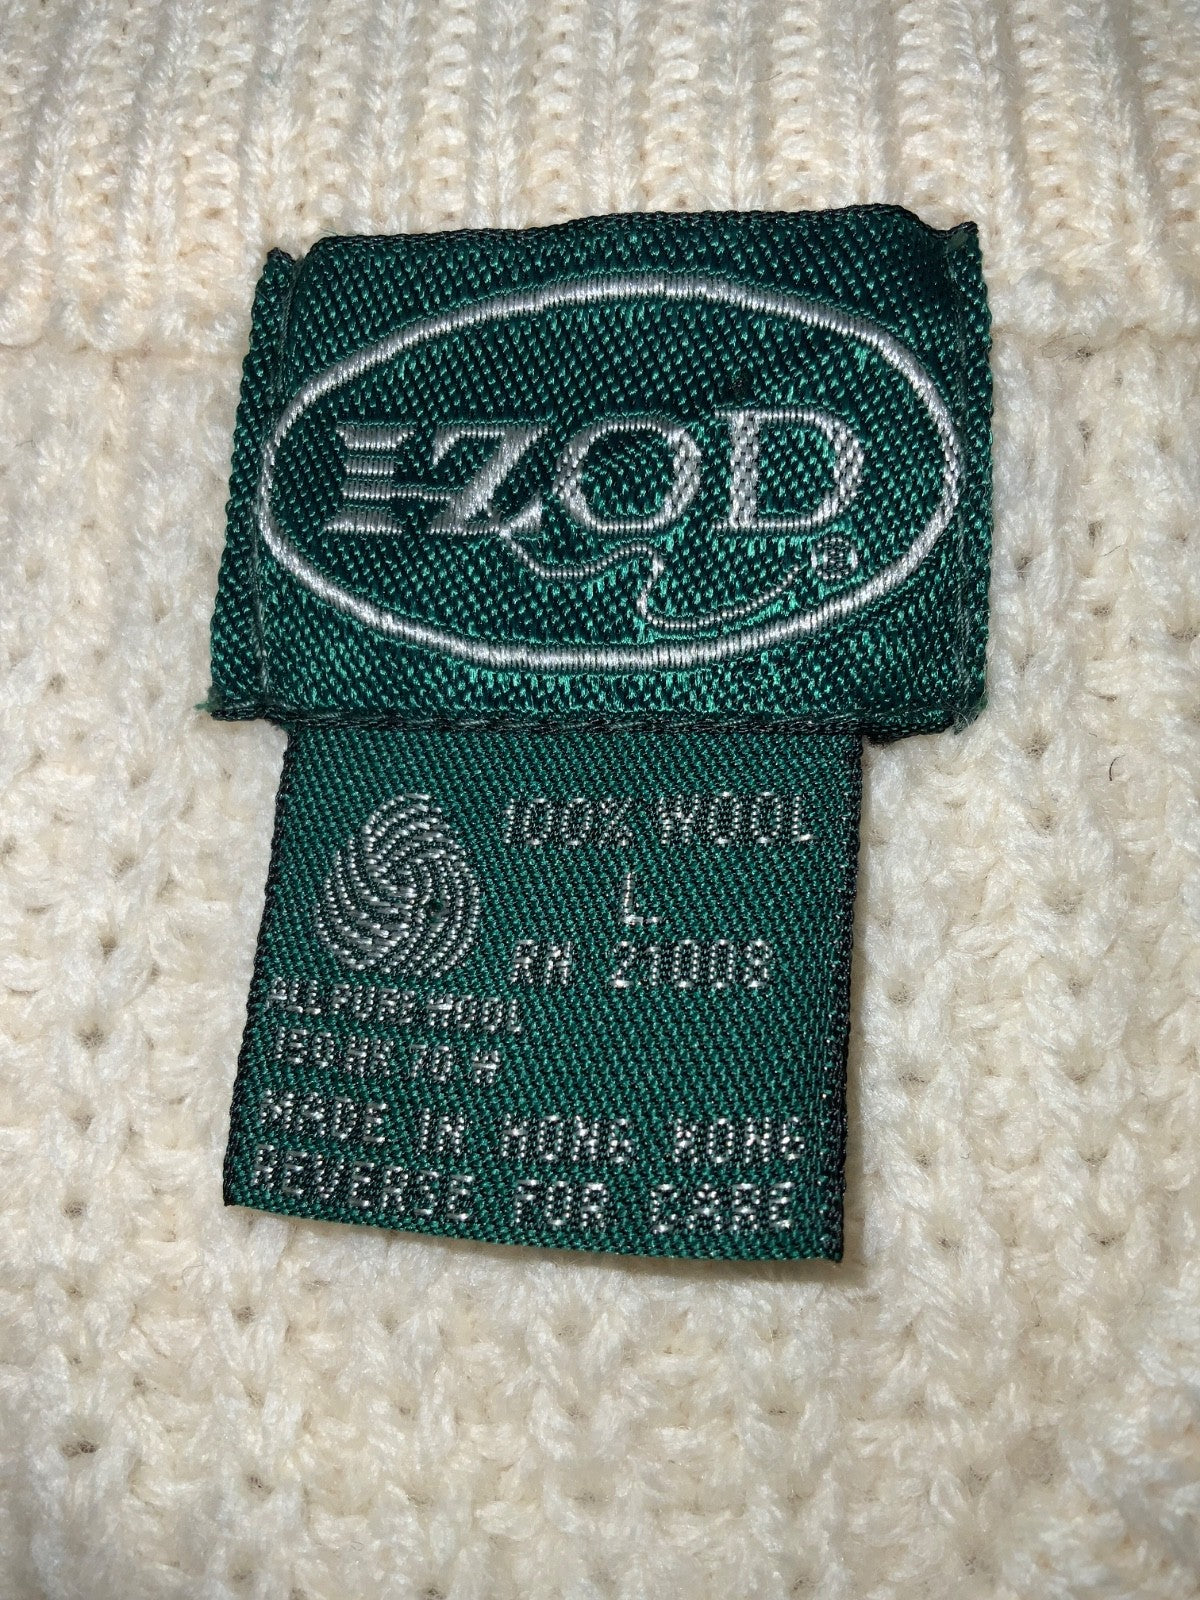 IZOD ®
100% WOOL
L
RN 21008
ALL PURE WOOL
MADE IN HONG KONG
REVERSE FOR CARE